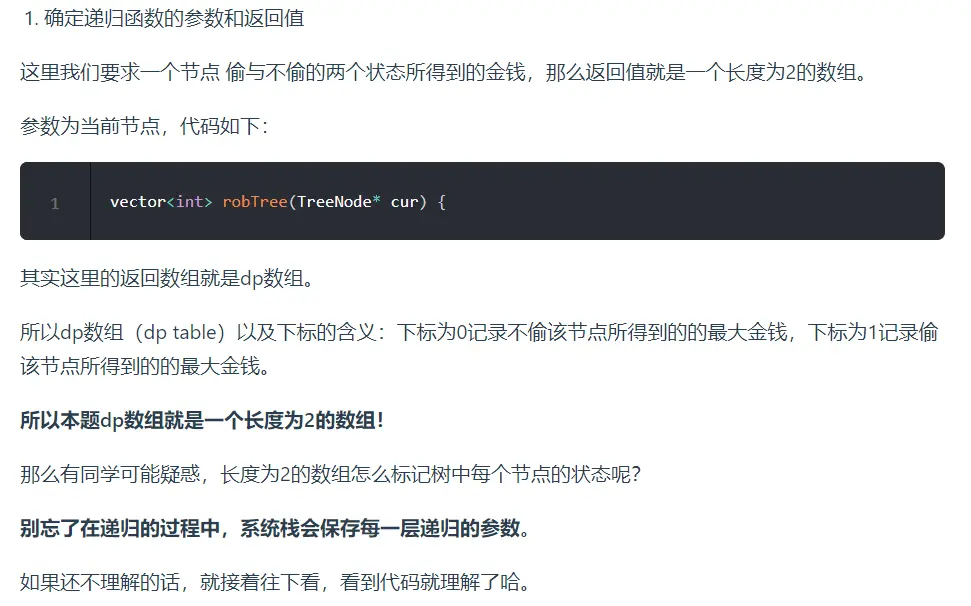 1. 确定递归函数的参数和返回值
这里我们要求一个节点 偷与不偷的两个状态所得到的金钱，那么返回值就是一个长度为2的数组。
参数为当前节点，代码如下：
1 vector<int> robTree(TreeNode* cur) {
其实这里的返回数组就是dp数组。
所以dp数组（dp table）以及下标的含义：下标为0记录不偷该节点所得到的的最大金钱，下标为1记录偷
该节点所得到的的最大金钱。
所以本题dp数组就是一个长度为2的数组！
那么有同学可能疑惑，长度为2的数组怎么标记树中每个节点的状态呢？
别忘了在递归的过程中，系统栈会保存每一层递归的参数。
如果还不理解的话，就接着往下看，看到代码就理解了哈。